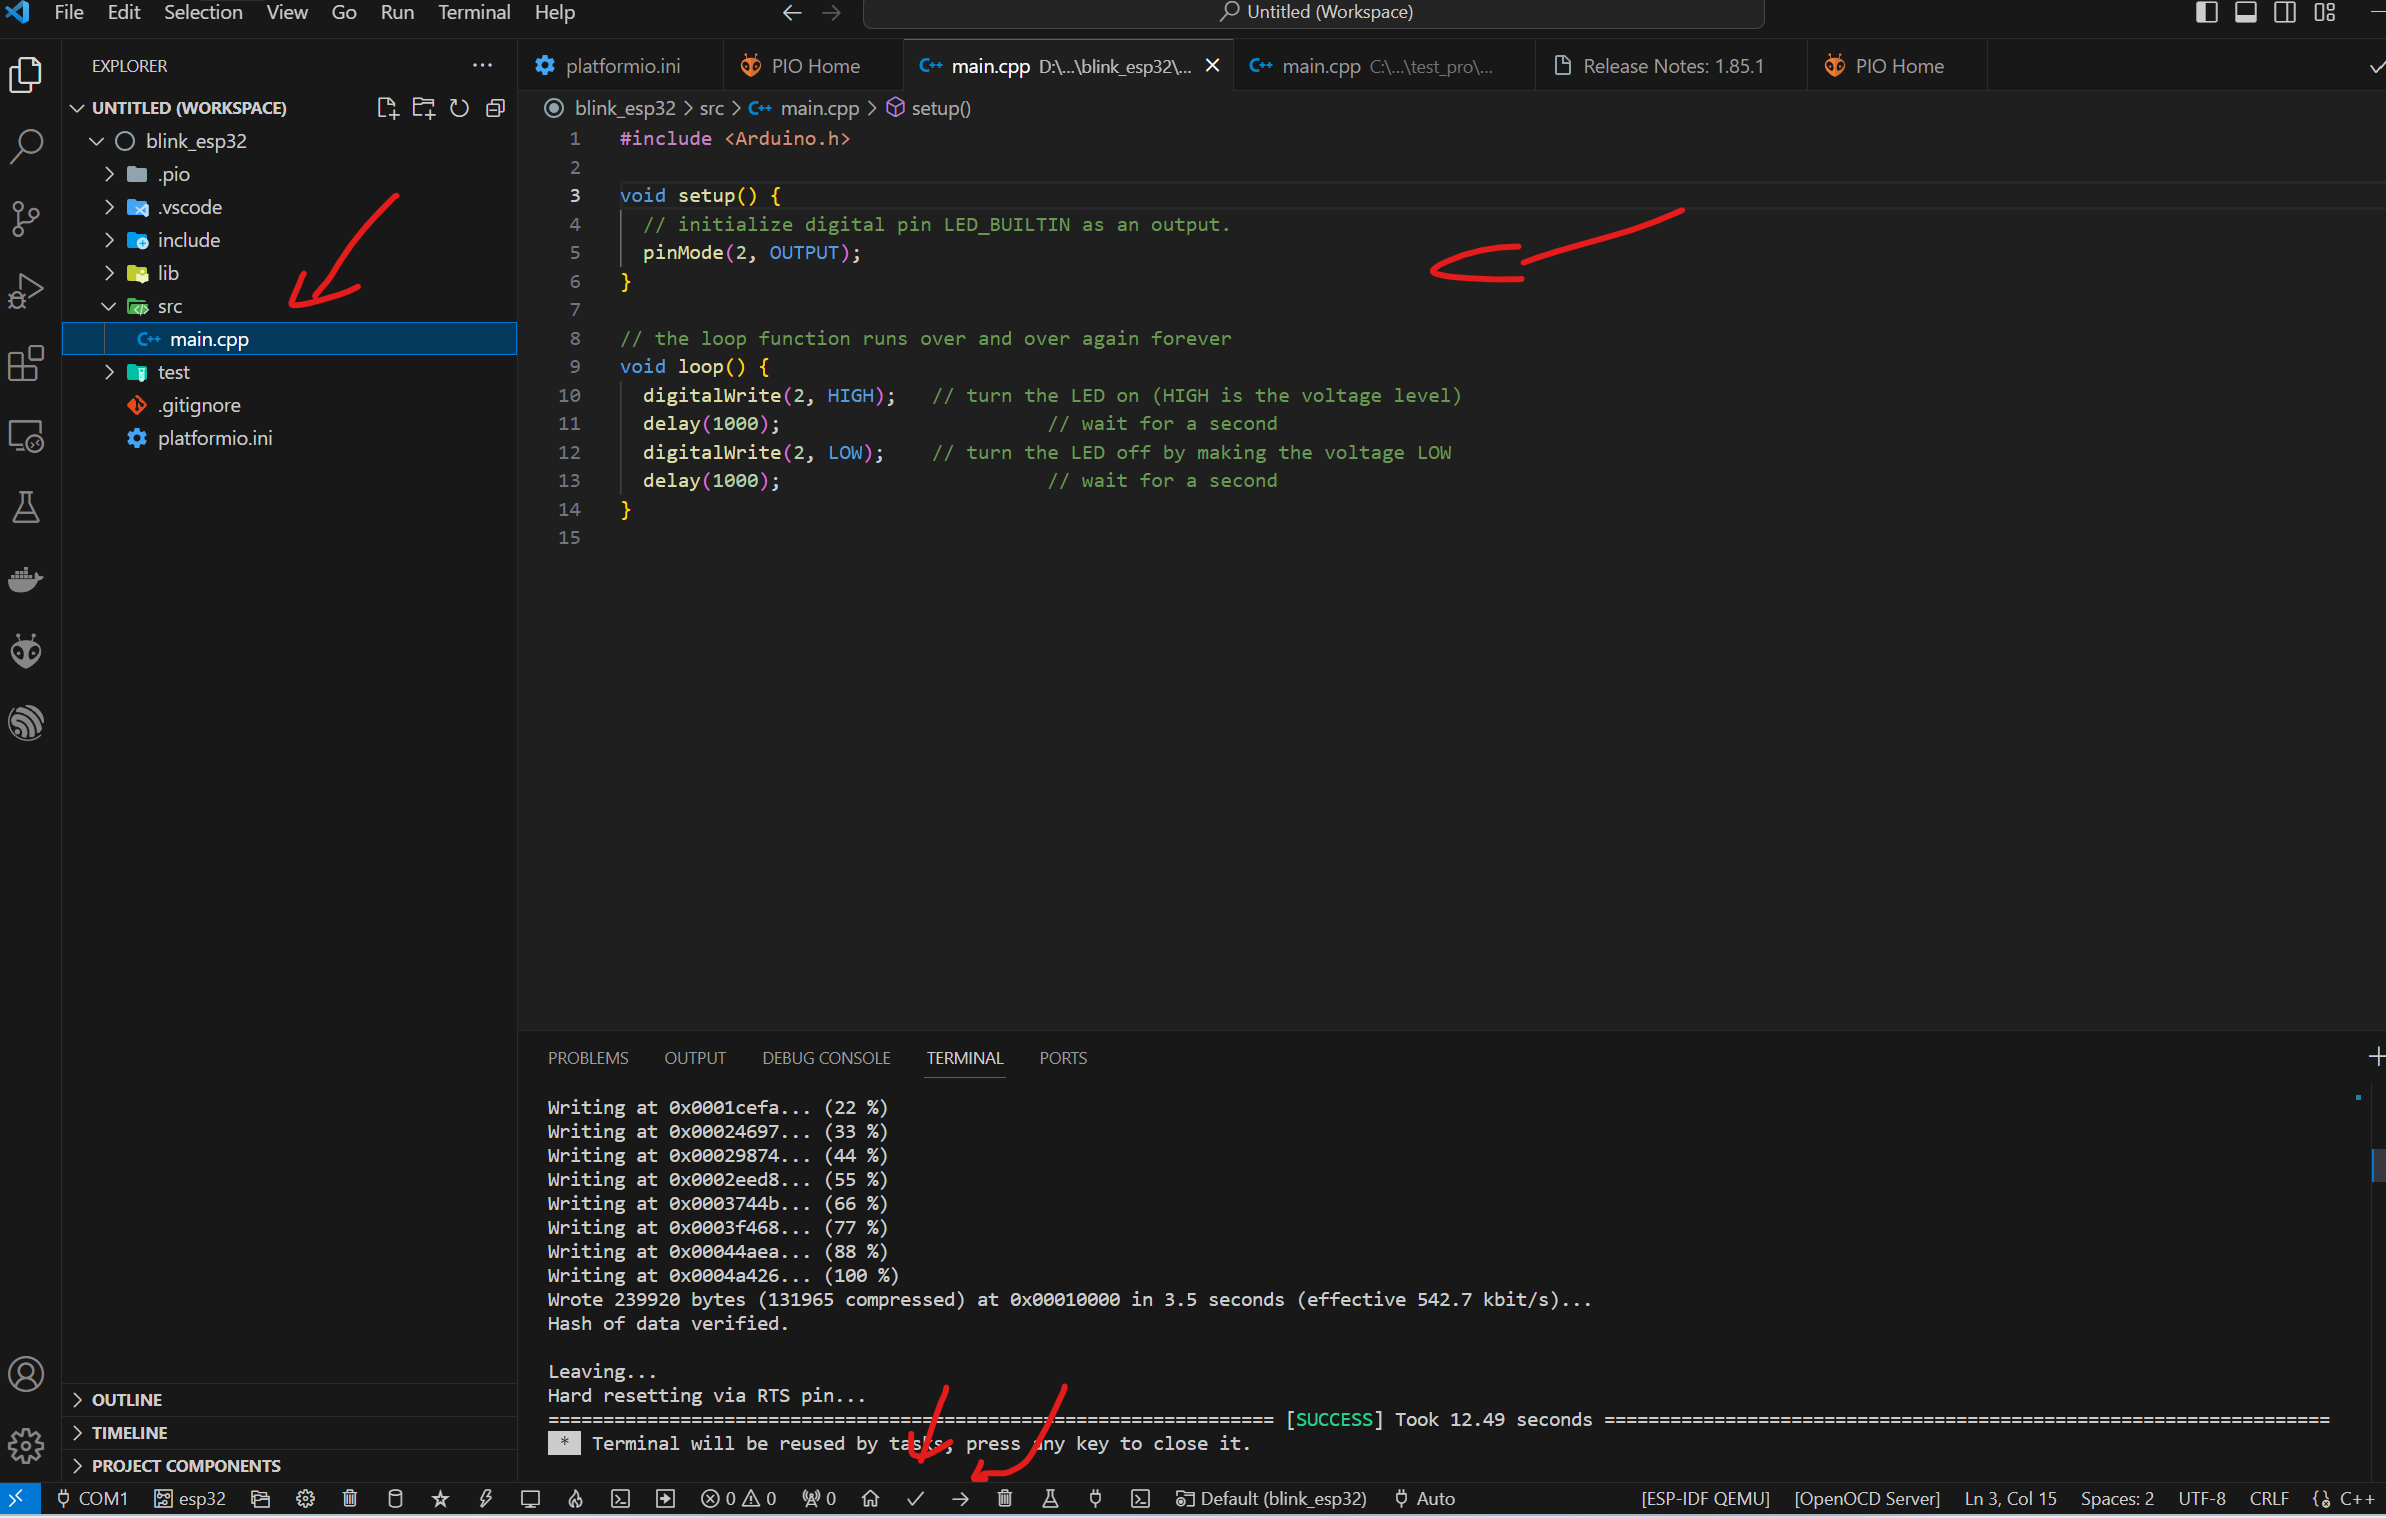 File Edit Selection View Go Run Terminal Help
Untitled (Workspace)
EXPLORER
UNTITLED (WORKSPACE)
blink_esp32
.pio
.vscode
include
lib
src
main.cpp
test
.gitignore
platformio.ini
OUTLINE
TIMELINE
PROJECT COMPONENTS
platformio.ini
PIO Home
main.cpp D:\...\blink_esp32\...
main.cpp C:\...\test_pro\...
Release Notes: 1.85.1
PIO Home
blink_esp32 > src > main.cpp > setup()
1 #include <Arduino.h>
2
3 void setup() {
4 // initialize digital pin LED_BUILTIN as an output.
5 pinMode(2, OUTPUT);
6 }
7
8 // the loop function runs over and over again forever
9 void loop() {
10 digitalWrite(2, HIGH); // turn the LED on (HIGH is the voltage level)
11 delay(1000); // wait for a second
12 digitalWrite(2, LOW); // turn the LED off by making the voltage LOW
13 delay(1000); // wait for a second
14 }
15
PROBLEMS OUTPUT DEBUG CONSOLE TERMINAL PORTS
Writing at 0x0001cefa... (22 %)
Writing at 0x00024697... (33 %)
Writing at 0x00029874... (44 %)
Writing at 0x0002eed8... (55 %)
Writing at 0x0003744b... (66 %)
Writing at 0x0003f468... (77 %)
Writing at 0x00044aea... (88 %)
Writing at 0x0004a426... (100 %)
Wrote 239920 bytes (131965 compressed) at 0x00010000 in 3.5 seconds (effective 542.7 kbit/s)...
Hash of data verified.
Leaving...
Hard resetting via RTS pin...
================================================================== [SUCCESS] Took 12.49 seconds ==================================================================
* Terminal will be reused by tasks, press any key to close it.
COM1 esp32 0 0 0 Default (blink_esp32) Auto [ESP-IDF QEMU] [OpenOCD Server] Ln 3, Col 15 Spaces: 2 UTF-8 CRLF {} C++